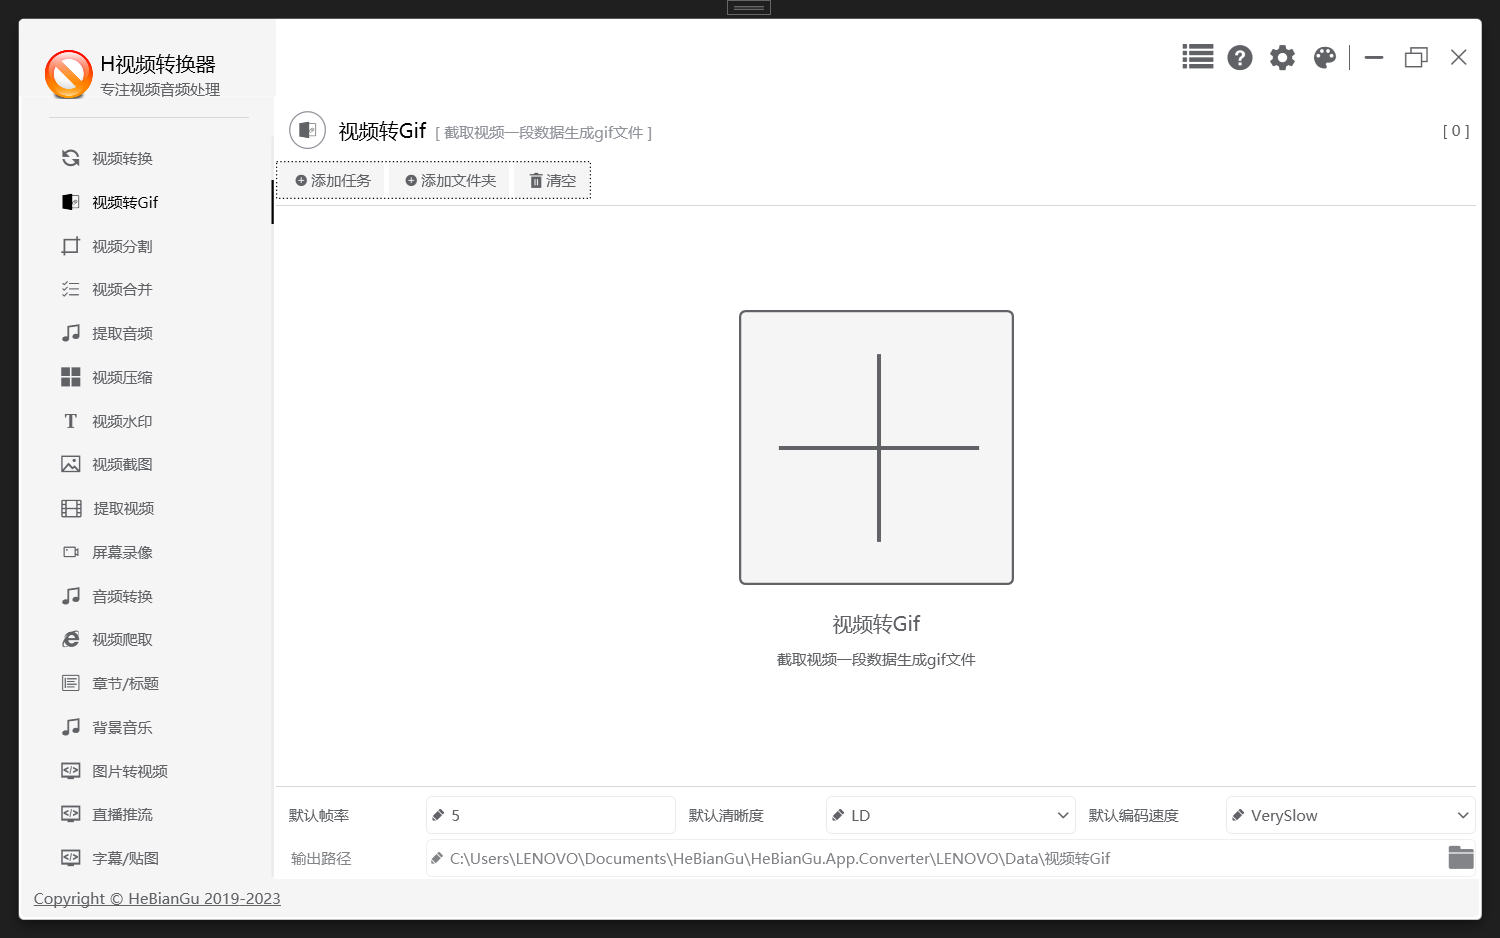 H视频转换器
专注视频音频处理
视频转换
视频转Gif
视频分割
视频合并
提取音频
视频压缩
视频水印
视频截图
提取视频
屏幕录像
音频转换
视频爬取
章节/标题
背景音乐
图片转视频
直播推流
字幕/贴图
视频转Gif [ 截取视频一段数据生成gif文件 ] [ 0 ]
添加任务 添加文件夹 清空
视频转Gif
截取视频一段数据生成gif文件
默认帧率 5 默认清晰度 LD 默认编码速度 VerySlow
输出路径 C:\Users\LENOVO\Documents\HeBianGu\HeBianGu.App.Converter\LENOVO\Data\视频转Gif
Copyright © HeBianGu 2019-2023